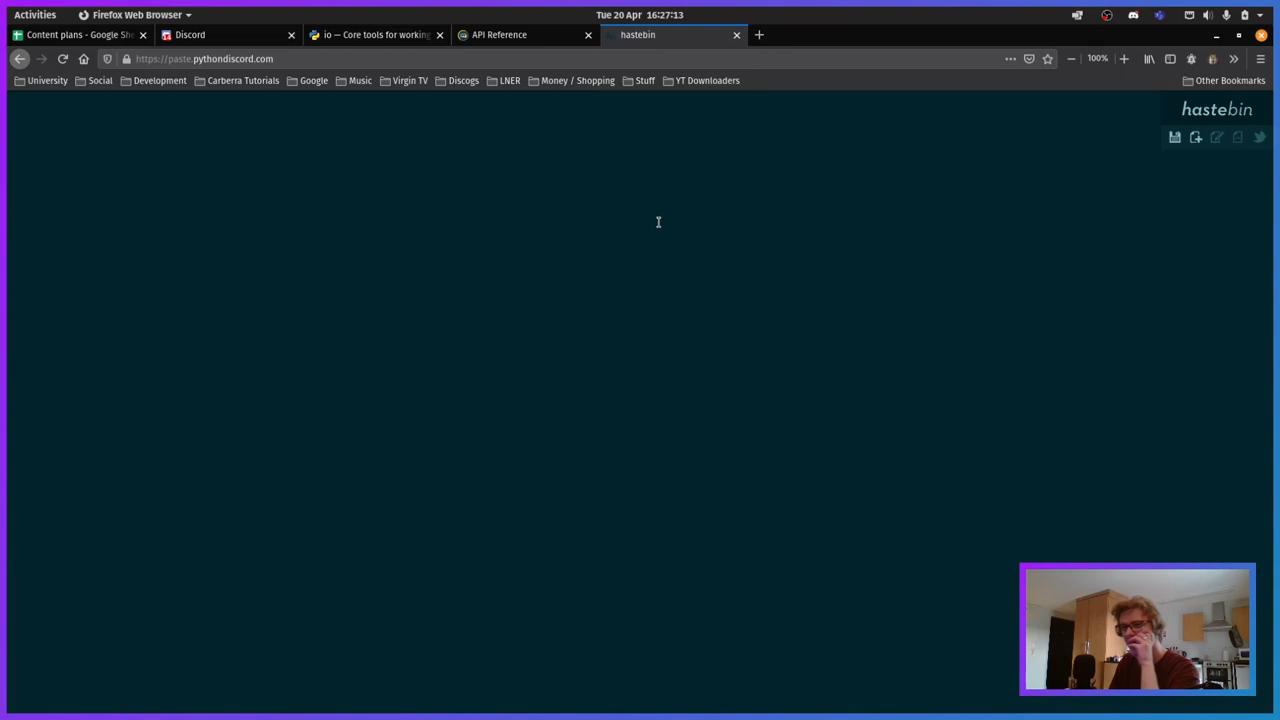 Activities
Firefox Web Browser
Tue 20 Apr 16:27:13
Content plans - Google She
Discord
io — Core tools for working
API Reference
hastebin
https://paste.pythondiscord.com
100%
University
Social
Development
Carberra Tutorials
Google
Music
Virgin TV
Discogs
LNER
Money / Shopping
Stuff
YT Downloaders
Other Bookmarks
hastebin